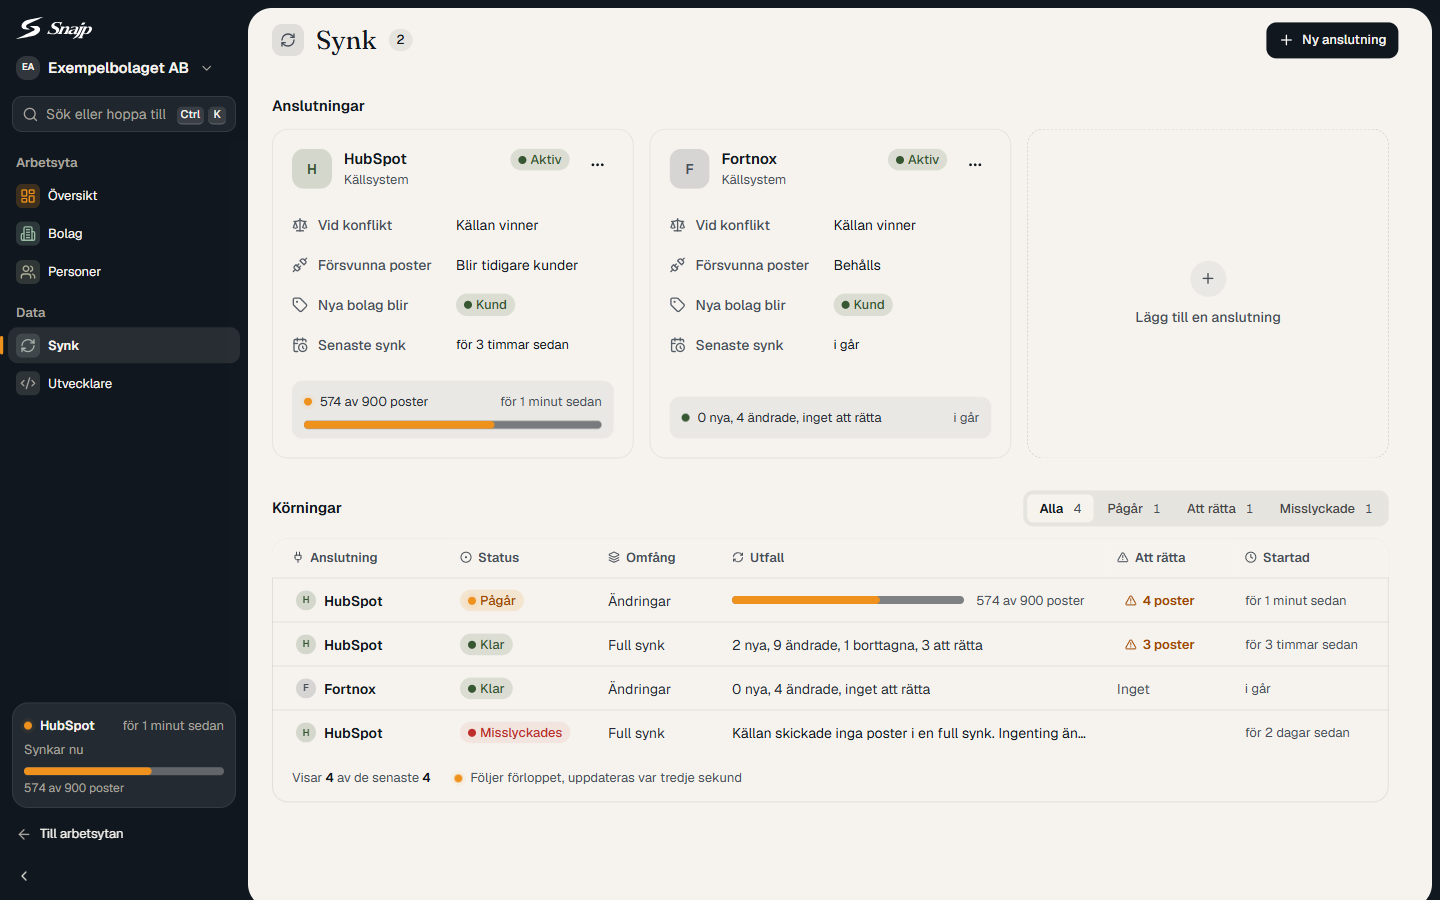 Snajp
EA Exempelbolaget AB
Sök eller hoppa till Ctrl K
Arbetsyta
Översikt
Bolag
Personer
Data
Synk
Utvecklare
HubSpot för 1 minut sedan
Synkar nu
574 av 900 poster
Till arbetsytan
Synk 2
Ny anslutning
Anslutningar
H HubSpot Aktiv
Källsystem
Vid konflikt Källan vinner
Försvunna poster Blir tidigare kunder
Nya bolag blir Kund
Senaste synk för 3 timmar sedan
574 av 900 poster för 1 minut sedan
F Fortnox Aktiv
Källsystem
Vid konflikt Källan vinner
Försvunna poster Behålls
Nya bolag blir Kund
Senaste synk i går
0 nya, 4 ändrade, inget att rätta i går
Lägg till en anslutning
Körningar
Alla 4 Pågår 1 Att rätta 1 Misslyckade 1
Anslutning Status Omfång Utfall Att rätta Startad
H HubSpot Pågår Ändringar 574 av 900 poster 4 poster för 1 minut sedan
H HubSpot Klar Full synk 2 nya, 9 ändrade, 1 borttagna, 3 att rätta 3 poster för 3 timmar sedan
F Fortnox Klar Ändringar 0 nya, 4 ändrade, inget att rätta Inget i går
H HubSpot Misslyckades Full synk Källan skickade inga poster i en full synk. Ingenting än… för 2 dagar sedan
Visar 4 av de senaste 4 Följer förloppet, uppdateras var tredje sekund